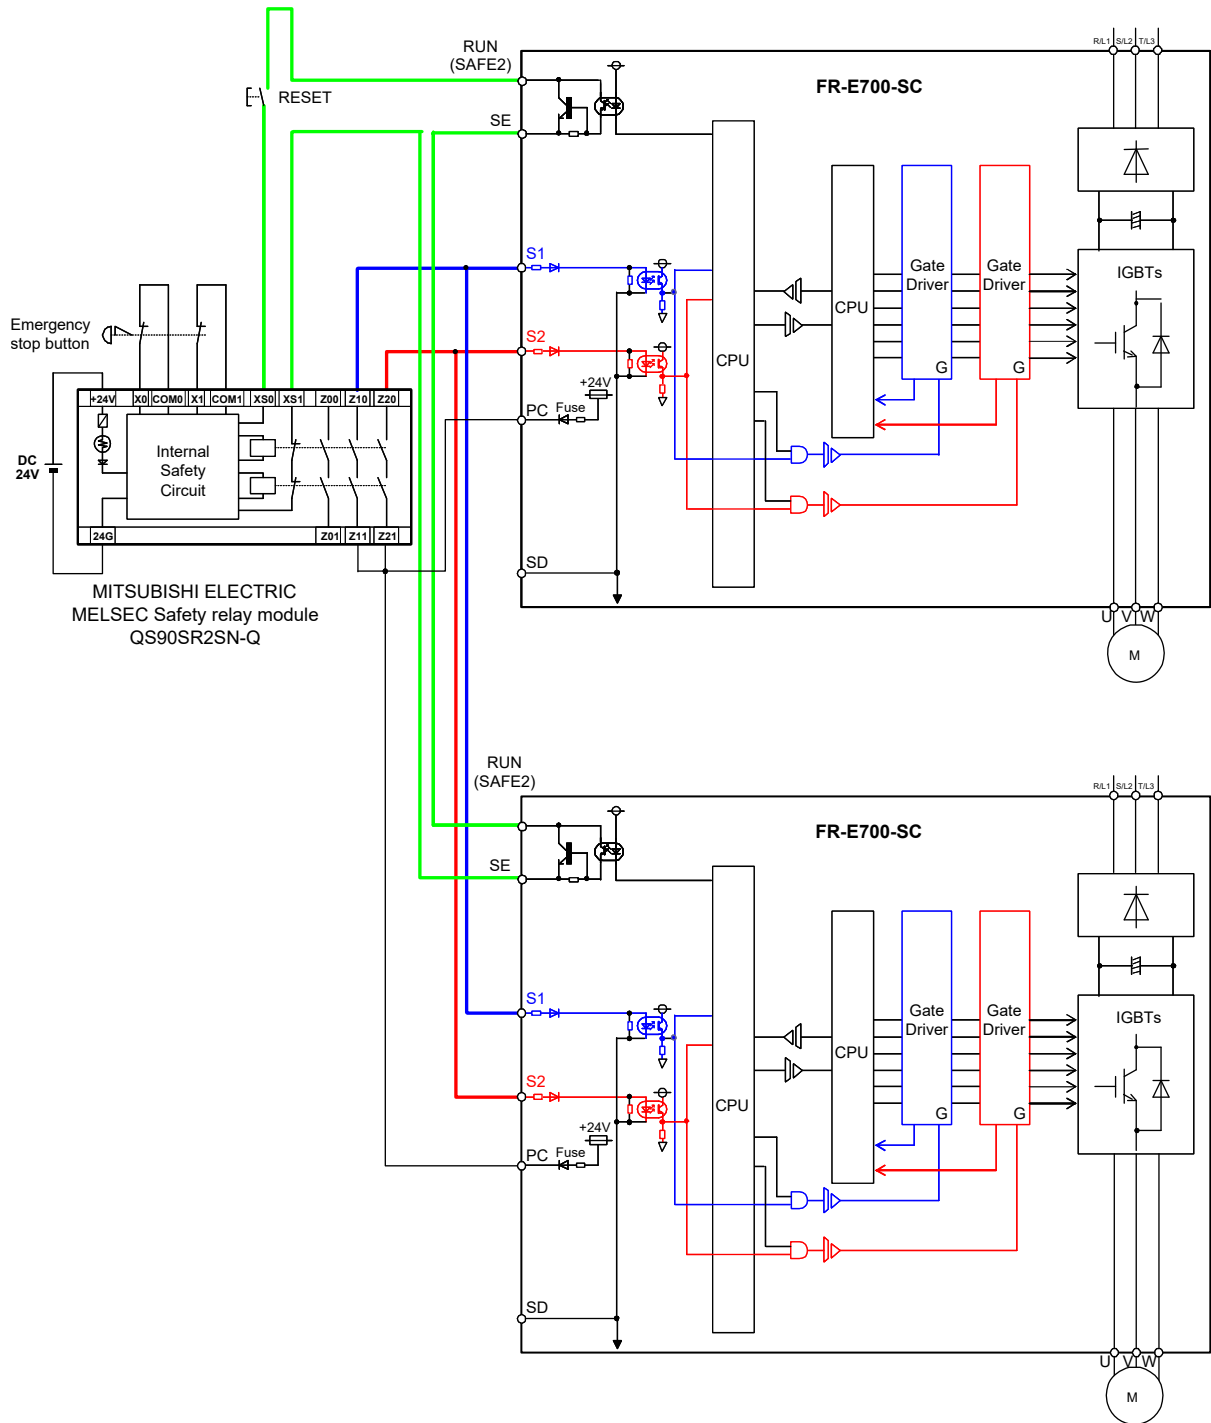 RUN
(SAFE2)
R/L1 S/L2 T/L3
FR-E700-SC
RESET
SE
S1
Gate
Driver
Gate
Driver
IGBTs
CPU
Emergency
stop button
S2
CPU
+24V
G
G
PC
Fuse
+24V X0 COM0 X1 COM1 XS0 XS1 Z00 Z10 Z20
DC
24V
Internal
Safety
Circuit
24G
Z01 Z11 Z21
SD
MITSUBISHI ELECTRIC
MELSEC Safety relay module
QS90SR2SN-Q
U V W
M
RUN
(SAFE2)
R/L1 S/L2 T/L3
FR-E700-SC
SE
S1
Gate
Driver
Gate
Driver
IGBTs
CPU
S2
CPU
+24V
G
G
PC
Fuse
SD
U V W
M